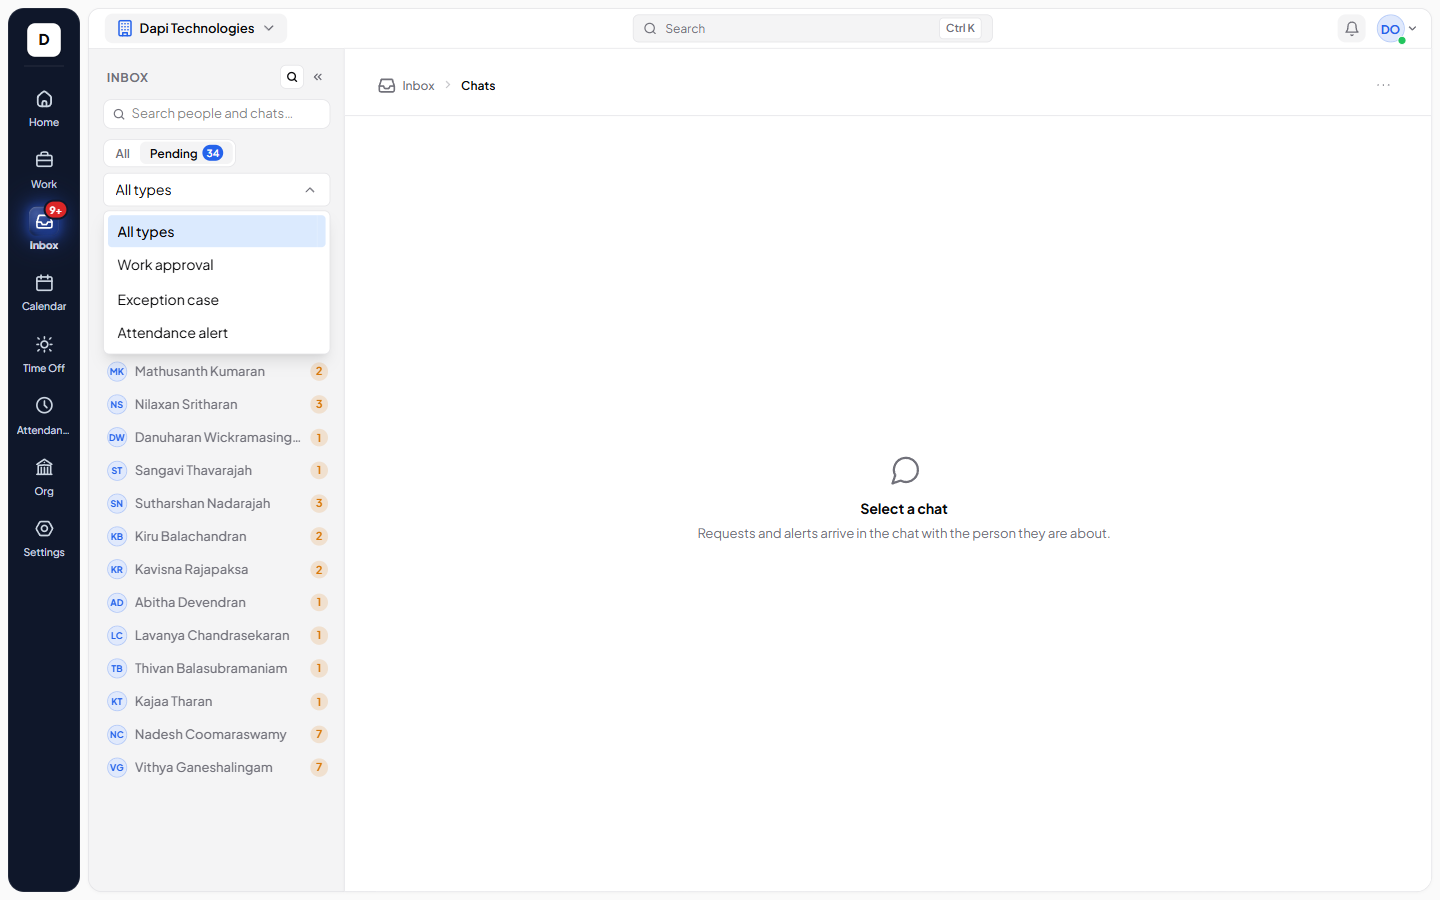 D
Dapi Technologies
Search
Ctrl K
DO
Home
Work
9+
Inbox
Calendar
Time Off
Attendan...
Org
Settings
INBOX
Search people and chats...
All
Pending 34
All types
All types
Work approval
Exception case
Attendance alert
MK Mathusanth Kumaran 2
NS Nilaxan Sritharan 3
DW Danuharan Wickramasing... 1
ST Sangavi Thavarajah 1
SN Sutharshan Nadarajah 3
KB Kiru Balachandran 2
KR Kavisna Rajapaksa 2
AD Abitha Devendran 1
LC Lavanya Chandrasekaran 1
TB Thivan Balasubramaniam 1
KT Kajaa Tharan 1
NC Nadesh Coomaraswamy 7
VG Vithya Ganeshalingam 7
Inbox
Chats
Select a chat
Requests and alerts arrive in the chat with the person they are about.